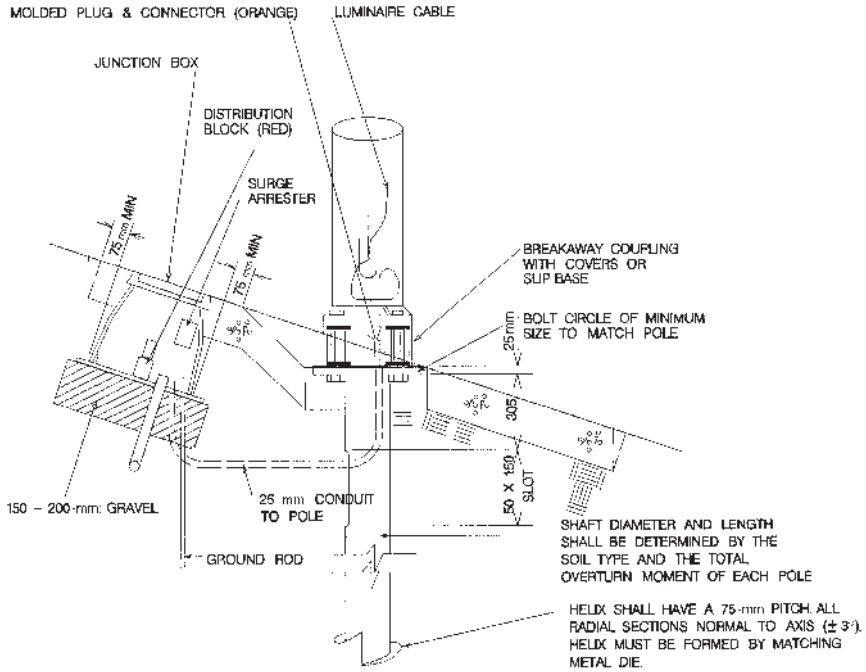 MOLDED PLUG & CONNECTOR (ORANGE)
LUMINAIRE CABLE
JUNCTION BOX
DISTRIBUTION
BLOCK (RED)
SURGE
ARRESTER
75 mm MIN
75 mm MIN
BREAKAWAY COUPLING
WITH COVERS OR
SLIP BASE
BOLT CIRCLE OF MINIMUM
SIZE TO MATCH POLE
25 mm
305
50 X 150
SLOT
150 - 200-mm: GRAVEL
25 mm CONDUIT
TO POLE
GROUND ROD
SHAFT DIAMETER AND LENGTH
SHALL BE DETERMINED BY THE
SOIL TYPE AND THE TOTAL
OVERTURN MOMENT OF EACH POLE
HELIX SHALL HAVE A 75-mm PITCH. ALL
RADIAL SECTIONS NORMAL TO AXIS (± 3°).
HELIX MUST BE FORMED BY MATCHING
METAL DIE.